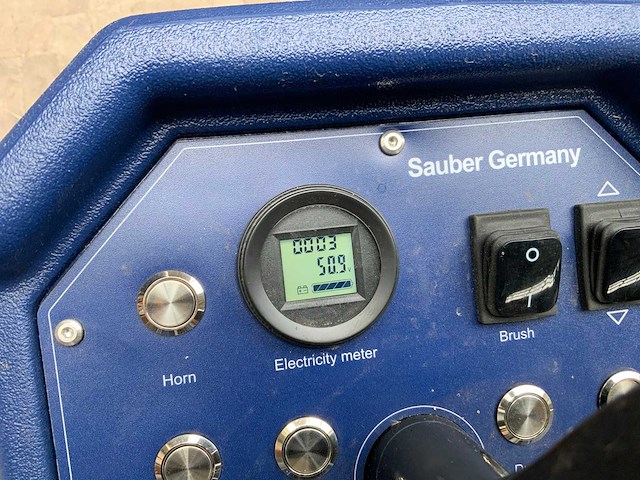 Sauber Germany
0003
50.9 V
Electricity meter
Horn
Brush